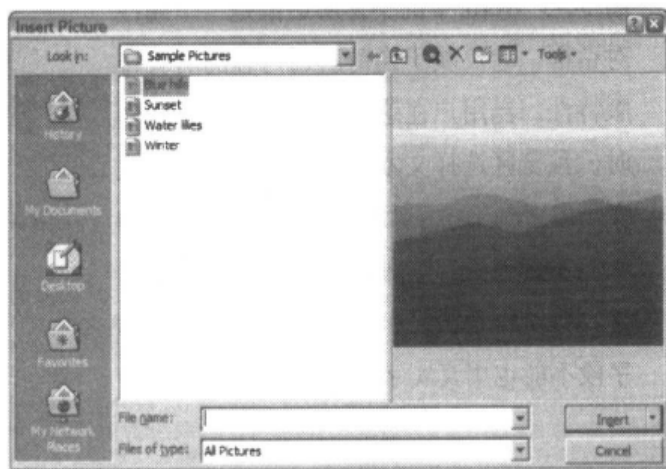 Insert Picture
Look in:
Sample Pictures
Tools
History
My Documents
Desktop
Favorites
My Network
Places
Blue hills
Sunset
Water lilies
Winter
File name:
Insert
Files of type:
All Pictures
Cancel